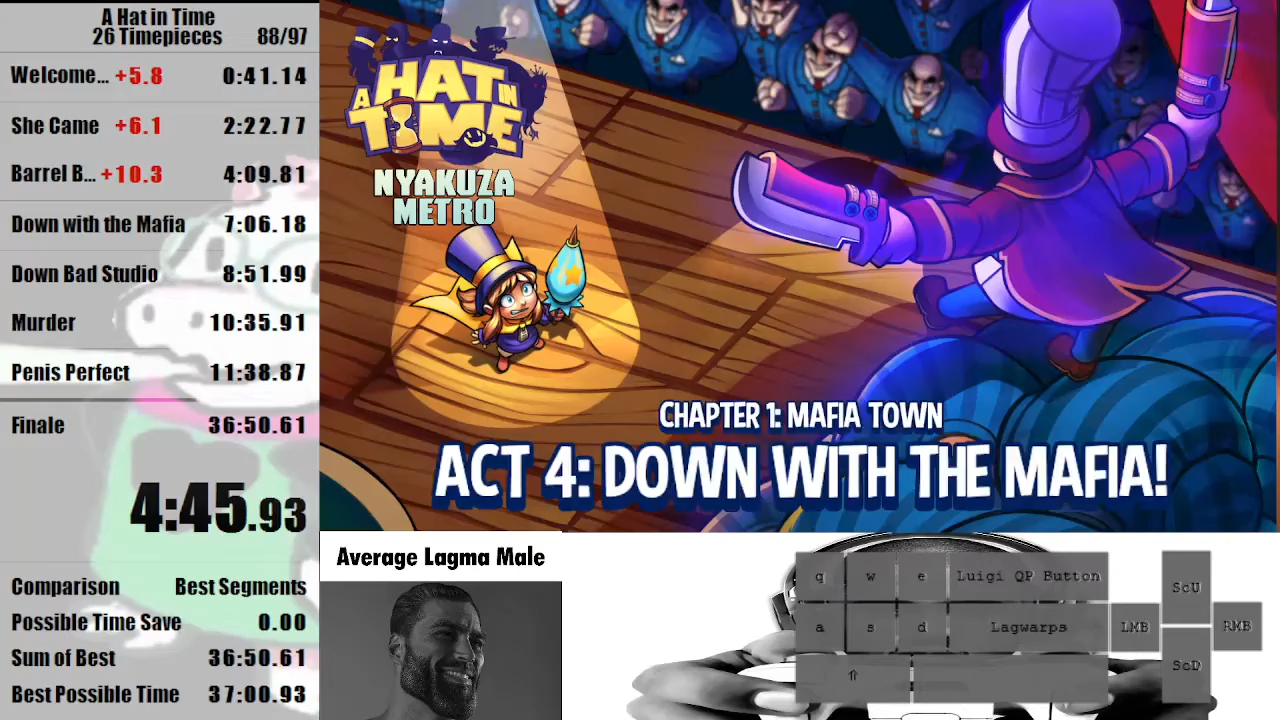 A Hat in Time
26 Timepieces 88/97
Welcome... +5.8 0:41.14
She Came +6.1 2:22.77
Barrel B... +10.3 4:09.81
Down with the Mafia 7:06.18
Down Bad Studio 8:51.99
Murder 10:35.91
Penis Perfect 11:38.87
Finale 36:50.61
4:45.93
Comparison Best Segments
Possible Time Save 0.00
Sum of Best 36:50.61
Best Possible Time 37:00.93
A HAT IN TIME
NYAKUZA
METRO
CHAPTER 1: MAFIA TOWN
ACT 4: DOWN WITH THE MAFIA!
Average Lagma Male
q w e Luigi QP Button
a s d Lagwarps
⇑
LMB
ScU
ScD
RMB